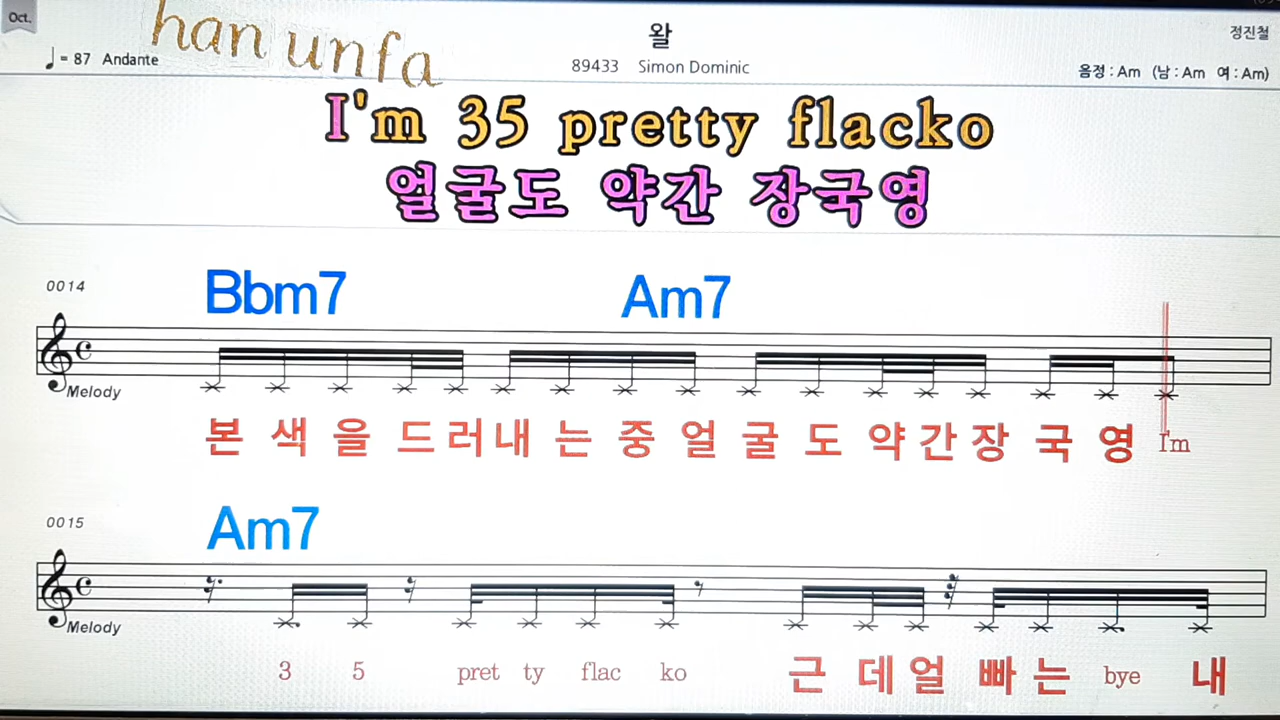 Oct.
han unfa
왈
정진철
♩= 87 Andante
89433 Simon Dominic
음정 : Am (남 : Am 여 : Am)
I'm 35 pretty flacko
얼굴도 약간 장국영
0014
Bbm7 Am7
Melody
본 색 을 드 러 내 는 중 얼 굴 도 약 간 장 국 영 I'm
0015
Am7
Melody
3 5 pret ty flac ko 근 데 얼 빠 는 bye 내